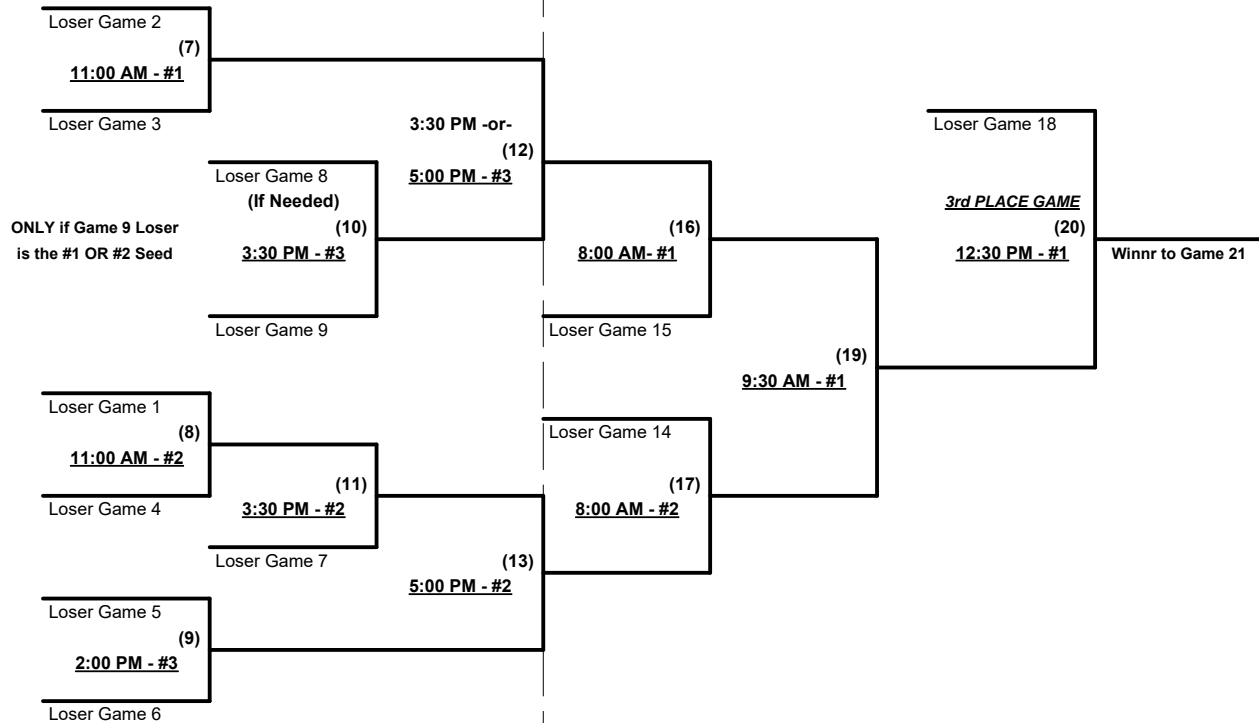 Loser Game 2
(7)
11:00 AM - #1
Loser Game 3
3:30 PM -or-
(12)
5:00 PM - #3
Loser Game 18
Loser Game 8
(If Needed)
(10)
3:30 PM - #3
ONLY if Game 9 Loser
is the #1 OR #2 Seed
Loser Game 9
(16)
8:00 AM- #1
Loser Game 15
3rd PLACE GAME
(20)
12:30 PM - #1
Winnr to Game 21
(19)
9:30 AM - #1
Loser Game 1
(8)
11:00 AM - #2
Loser Game 4
(11)
3:30 PM - #2
Loser Game 7
Loser Game 14
(17)
8:00 AM - #2
(13)
5:00 PM - #2
Loser Game 5
(9)
2:00 PM - #3
Loser Game 6